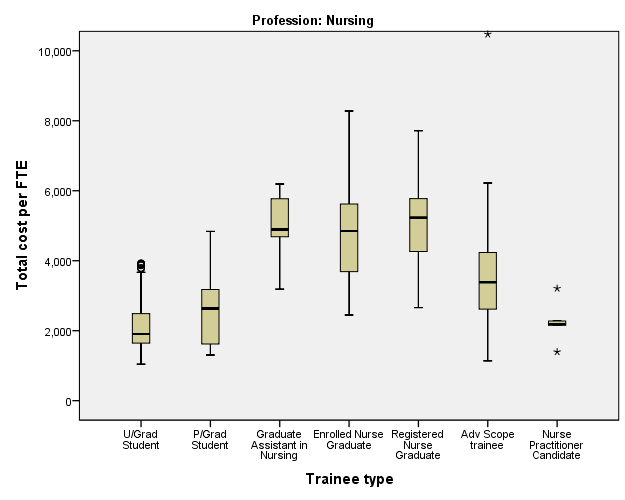 Profession: Nursing
Total cost per FTE
10,000
8,000
6,000
4,000
2,000
0
U/Grad
Student
P/Grad
Student
Graduate
Assistant in
Nursing
Enrolled Nurse
Graduate
Registered
Nurse
Graduate
Adv Scope
trainee
Nurse
Practitioner
Candidate
Trainee type